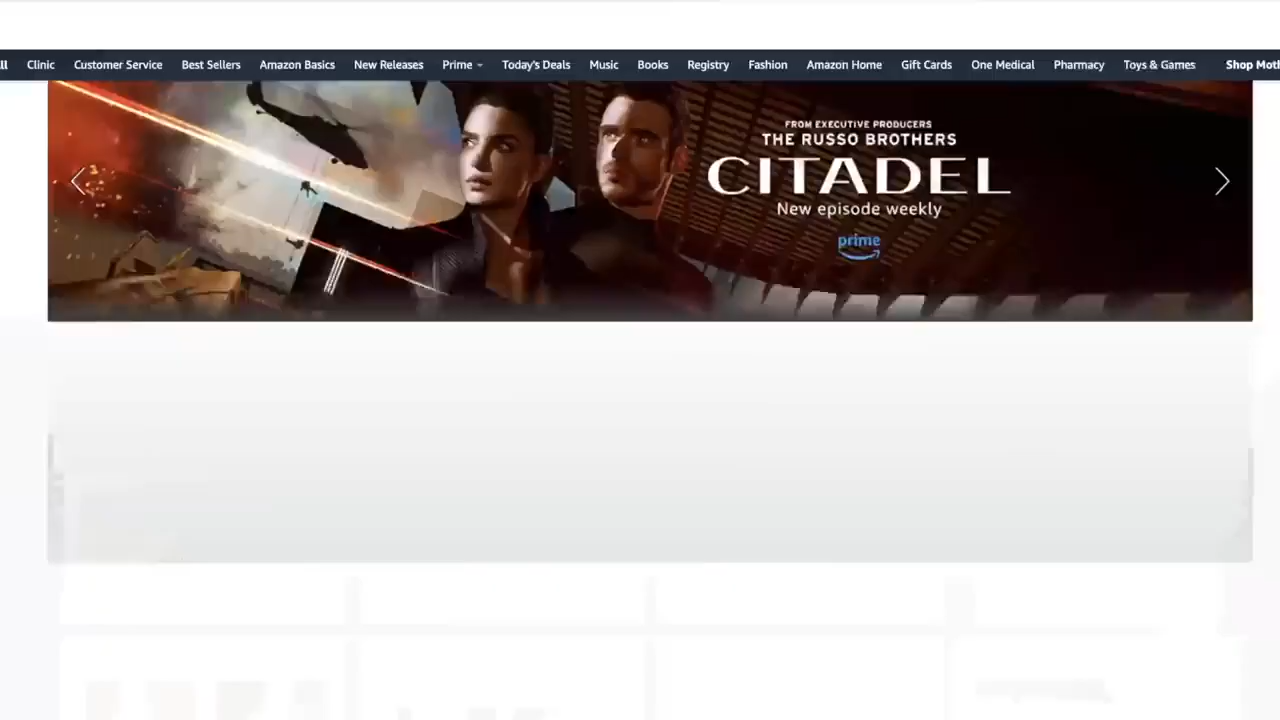 Clinic Customer Service Best Sellers Amazon Basics New Releases Prime Today's Deals Music Books Registry Fashion Amazon Home Gift Cards One Medical Pharmacy Toys & Games Shop
FROM EXECUTIVE PRODUCERS
THE RUSSO BROTHERS
CITADEL
New episode weekly
prime